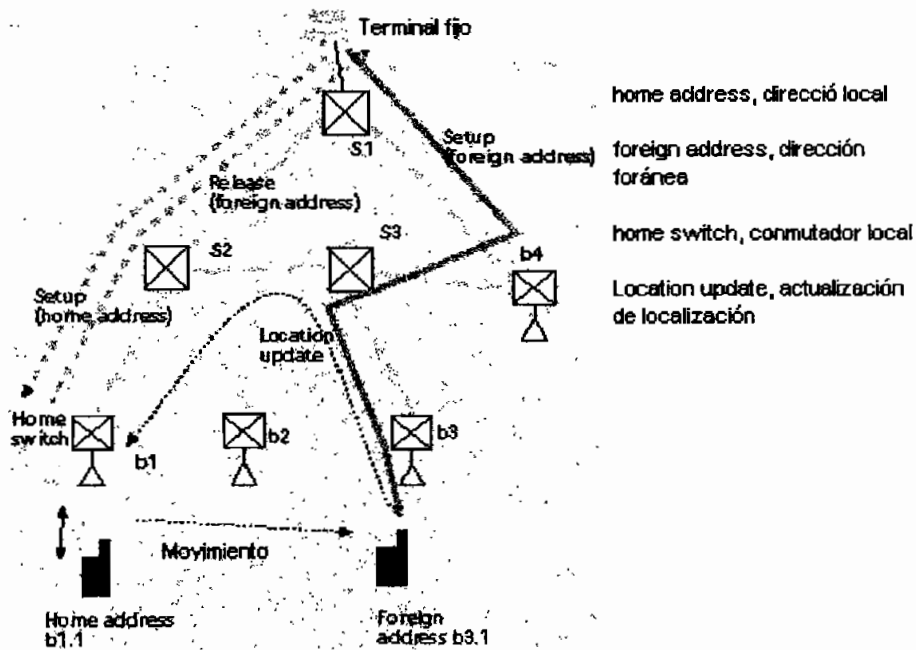 Terminal fijo
S1
Setup
(foreign address)
Release
(foreign address)
S2
S3
b4
Setup
(home address)
Location
update
Home
switch
b1
b2
b3
Movimiento
Home address
b1.1
Foreign
address b3.1
home address, direcció local
foreign address, dirección
foránea
home switch, conmutador local
Location update, actualización
de localización